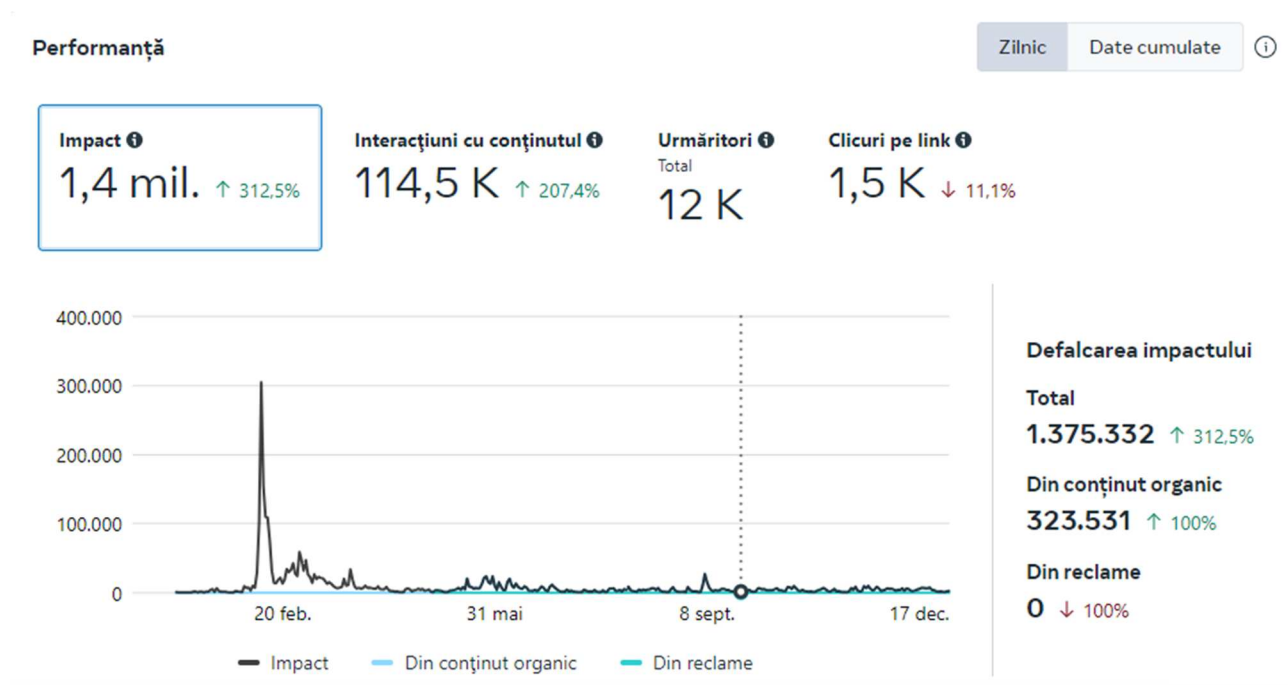 Performanță
Zilnic Date cumulate
Impact
1,4 mil. ↑ 312,5%
Interacțiuni cu conținutul
114,5 K ↑ 207,4%
Urmăritori
Total
12 K
Clicuri pe link
1,5 K ↓ 11,1%
400.000
300.000
200.000
100.000
0
20 feb. 31 mai 8 sept. 17 dec.
Impact Din conținut organic Din reclame
Defalcarea impactului
Total
1.375.332 ↑ 312,5%
Din conținut organic
323.531 ↑ 100%
Din reclame
0 ↓ 100%